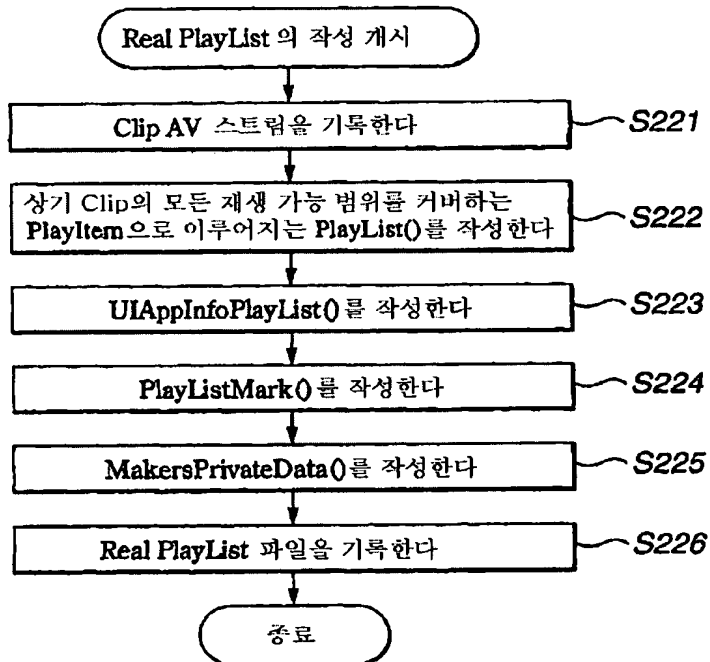 Real PlayList 의 작성 개시
Clip AV 스트림을 기록한다
S221
상기 Clip의 모든 재생 가능 범위를 커버하는
PlayItem으로 이루어지는 PlayList()를 작성한다
S222
UIAppInfoPlayList()를 작성한다
S223
PlayListMark()를 작성한다
S224
MakersPrivateData()를 작성한다
S225
Real PlayList 파일을 기록한다
S226
종료